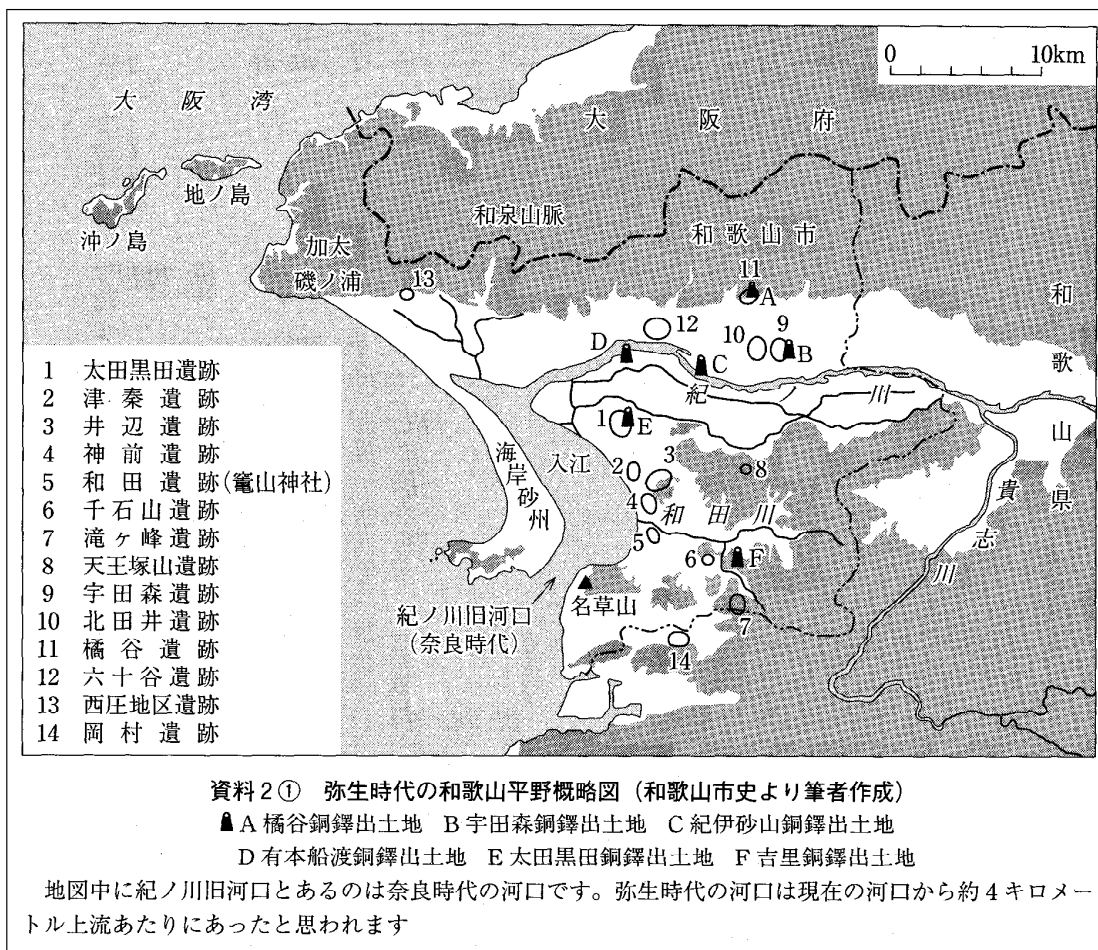 0 10km
大阪湾
大阪府
地ノ島
沖ノ島
和泉山脈
和歌山市
加太
磯ノ浦
13
11
A
12
10
9
B
D
C
紀ノ川
和歌山県
貴志川
1
E
入江
海岸砂州
2
3
8
4
和田川
5
6
F
名草山
7
14
紀ノ川旧河口
(奈良時代)
1 太田黒田遺跡
2 津秦遺跡
3 井辺遺跡
4 神前遺跡
5 和田遺跡(竈山神社)
6 千石山遺跡
7 滝ヶ峰遺跡
8 天王塚山遺跡
9 宇田森遺跡
10 北田井遺跡
11 橘谷遺跡
12 六十谷遺跡
13 西圧地区遺跡
14 岡村遺跡
資料2① 弥生時代の和歌山平野概略図(和歌山市史より筆者作成)
A 橘谷銅鐸出土地 B 宇田森銅鐸出土地 C 紀伊砂山銅鐸出土地
D 有本船渡銅鐸出土地 E 太田黒田銅鐸出土地 F 吉里銅鐸出土地
地図中に紀ノ川旧河口とあるのは奈良時代の河口です。弥生時代の河口は現在の河口から約4キロメー
トル上流あたりにあったと思われます